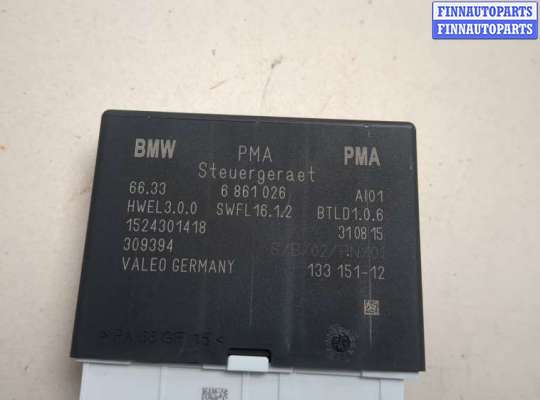 FINNAUTOPARTS
FINNAUTOPARTS
BMW PMA PMA
Steuergeraet
66.33 6 861 026 AI01
HWEL3.0.0 SWFL16.1.2 BTLD1.0.6
1524301418 310815
309394
VALEO GERMANY 133 151-12